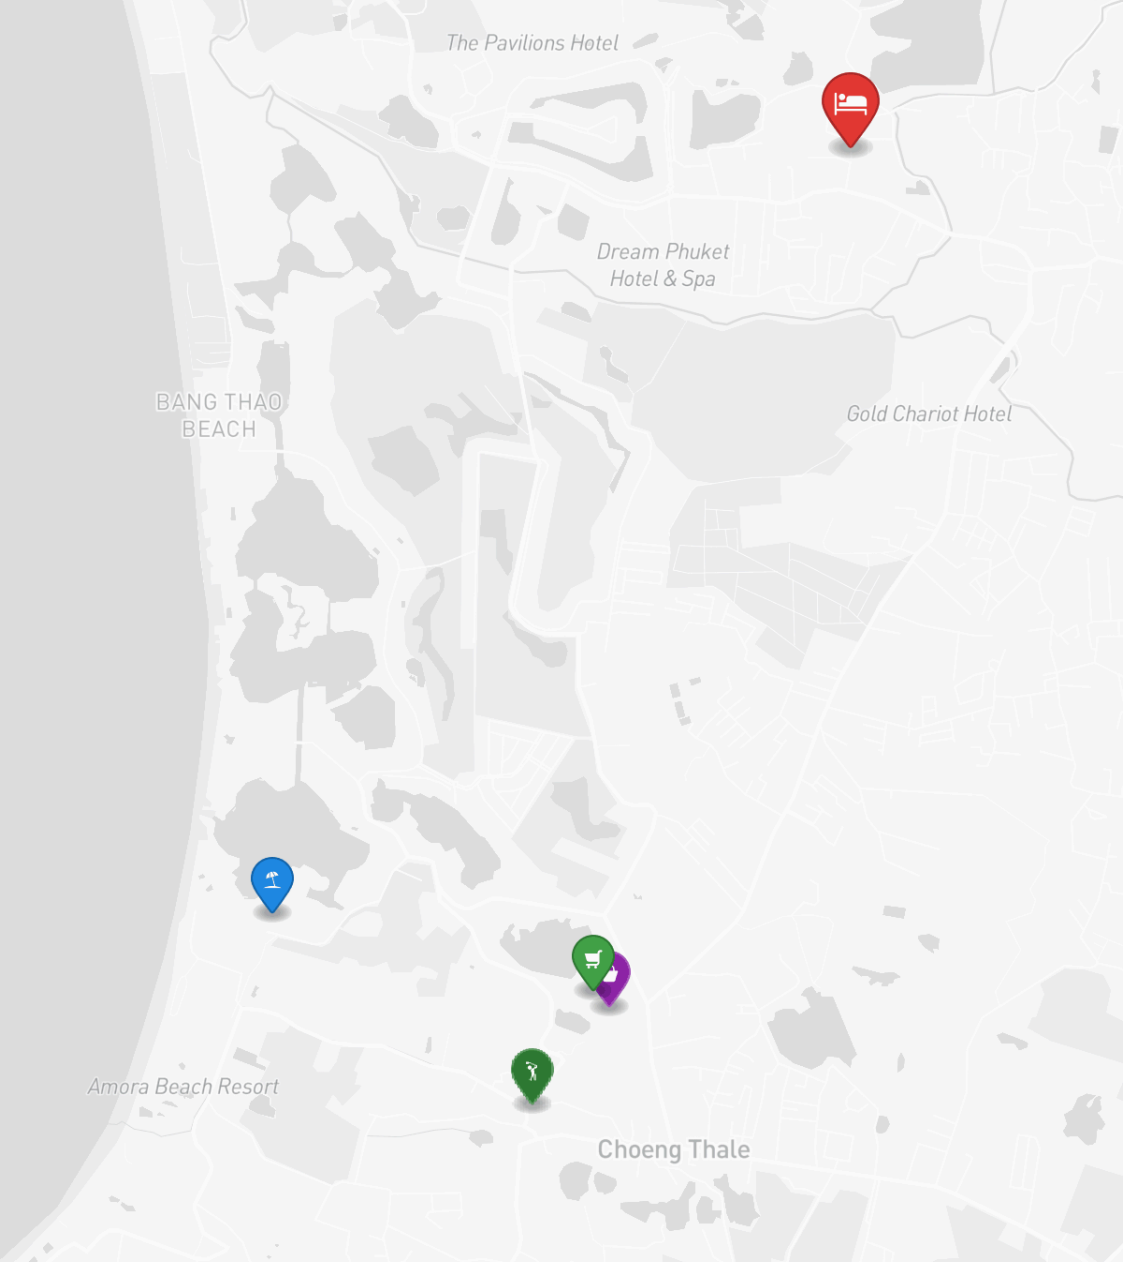 The Pavilions Hotel
Dream Phuket
Hotel & Spa
BANG THAO
BEACH
Gold Chariot Hotel
Amora Beach Resort
Choeng Thale